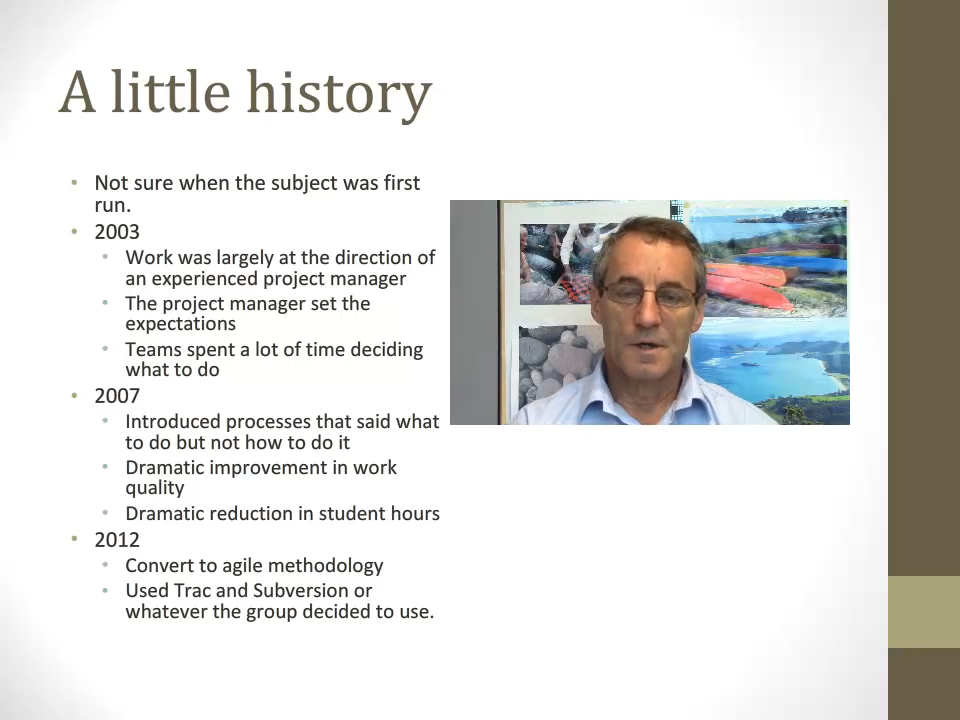 A little history
• Not sure when the subject was first
run.
• 2003
• Work was largely at the direction of
an experienced project manager
• The project manager set the
expectations
• Teams spent a lot of time deciding
what to do
• 2007
• Introduced processes that said what
to do but not how to do it
• Dramatic improvement in work
quality
• Dramatic reduction in student hours
• 2012
• Convert to agile methodology
• Used Trac and Subversion or
whatever the group decided to use.